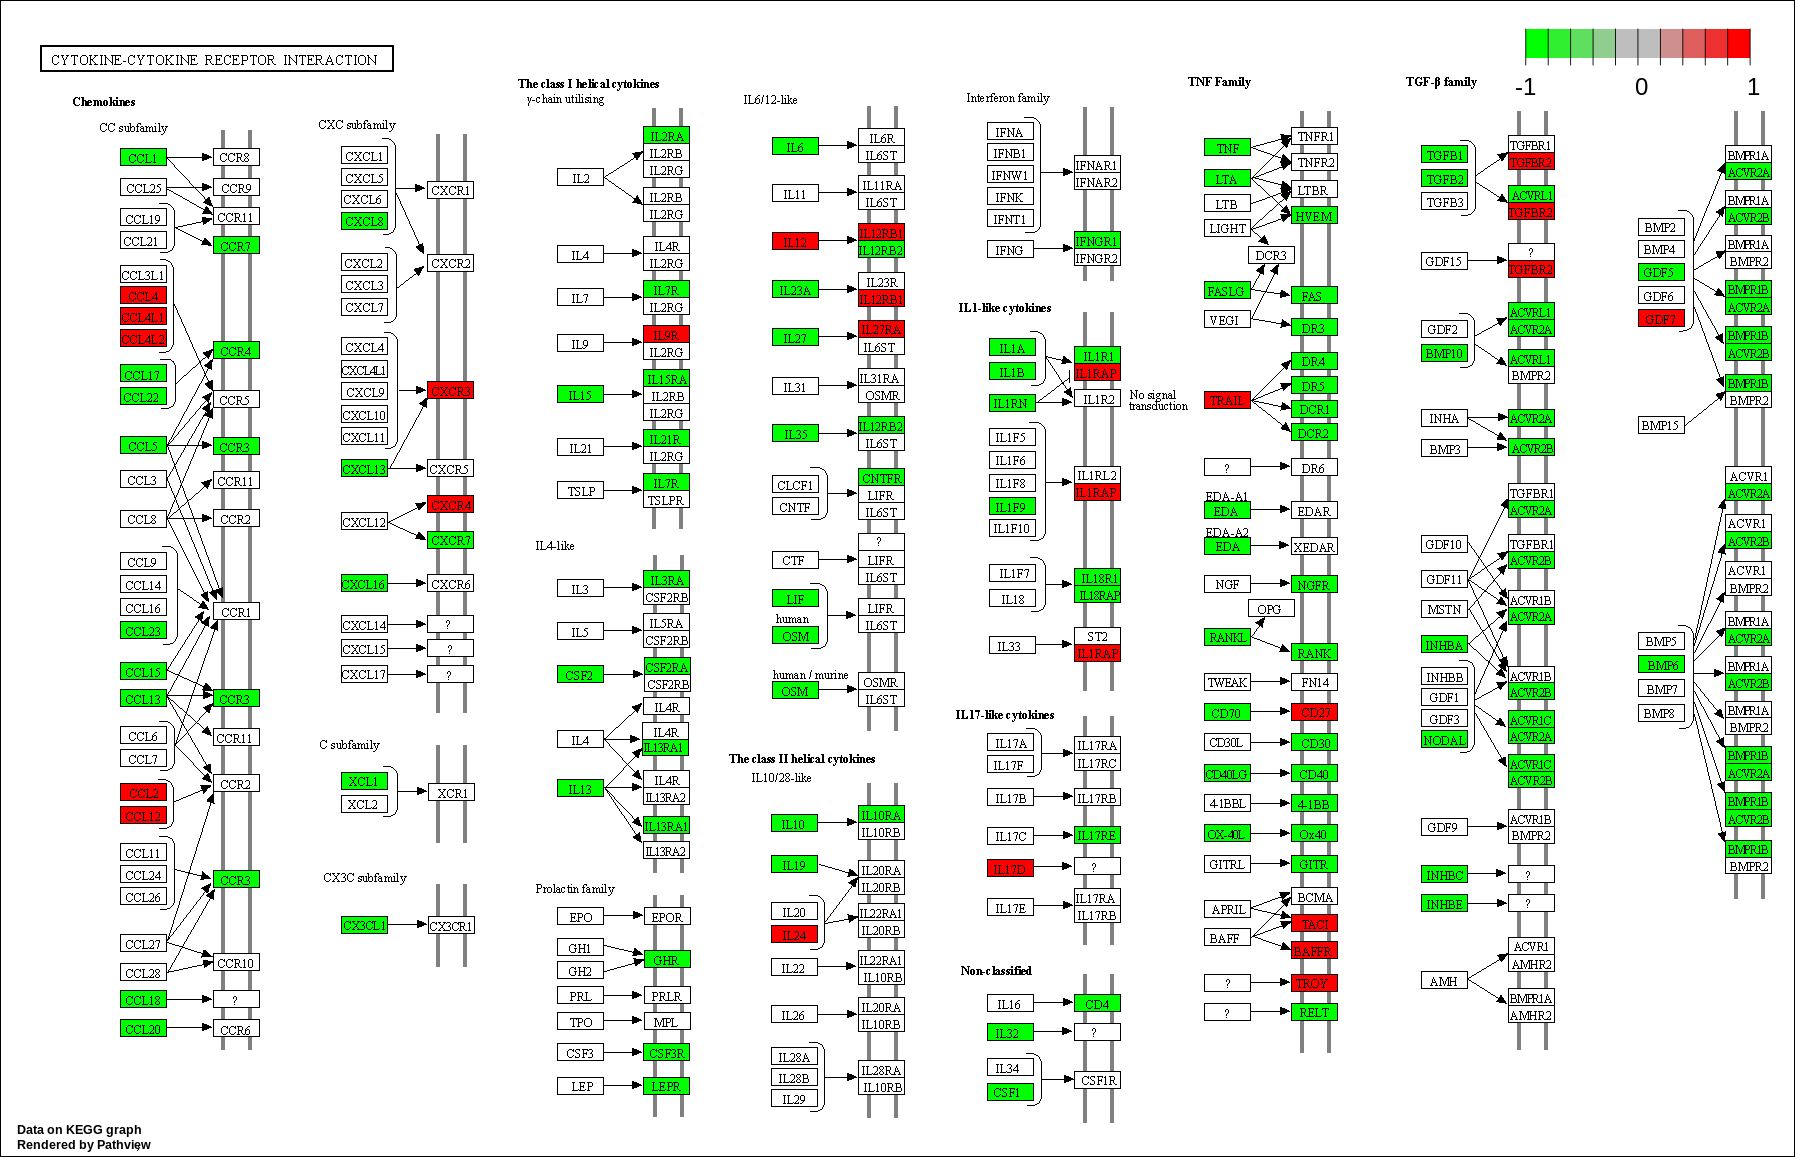 CYTOKINE-CYTOKINE RECEPTOR INTERACTION
-1
0
1
Chemokines
CC subfamily
CCL1
CCR8
CCL25
CCR9
CCL19
CCR11
CCL21
CCR7
CCL3L1
CCL4
CCL4L1
CCL4L2
CCR4
CCL17
CCL22
CCR5
CCL5
CCR3
CCL3
CCR11
CCL8
CCR2
CCL9
CCL14
CCL16
CCR1
CCL23
CCL15
CCL13
CCR3
CCL6
CCR11
CCL7
CCR2
CCL2
CCL12
CCL11
CCL24
CCR3
CCL26
CCL27
CCR10
CCL28
CCL18
?
CCL20
CCR6
CXC subfamily
CXCL1
CXCL5
CXCR1
CXCL6
CXCL8
CXCL2
CXCR2
CXCL3
CXCL7
CXCL4
CXCL4L1
CXCL9
CXCR3
CXCL10
CXCL11
CXCL13
CXCR5
CXCR4
CXCL12
CXCR7
CXCL16
CXCR6
CXCL14
?
CXCL15
?
CXCL17
?
C subfamily
XCL1
XCR1
XCL2
CX3C subfamily
CX3CL1
CX3CR1
The class I helical cytokines
γ-chain utilising
IL2RA
IL2RB
IL2RG
IL2
IL2RB
IL2RG
IL4
IL4R
IL2RG
IL7
IL7R
IL2RG
IL9
IL9R
IL2RG
IL15
IL15RA
IL2RB
IL2RG
IL21
IL21R
IL2RG
TSLP
IL7R
TSLPR
IL4-like
IL3
IL3RA
CSF2RB
IL5
IL5RA
CSF2RB
CSF2
CSF2RA
CSF2RB
IL4R
IL4
IL4R
IL13RA1
IL4R
IL13
IL13RA2
IL13RA1
IL13RA2
Prolactin family
EPO
EPOR
GH1
GHR
GH2
PRL
PRLR
TPO
MPL
CSF3
CSF3R
LEP
LEPR
IL6/12-like
IL6
IL6R
IL6ST
IL11
IL11RA
IL6ST
IL12
IL12RB1
IL12RB2
IL23A
IL23R
IL12RB1
IL27
IL27RA
IL6ST
IL31
IL31RA
OSMR
IL35
IL12RB2
IL6ST
CLCF1
CNTF
CNTFR
LIFR
IL6ST
CTF
?
LIFR
IL6ST
LIF
human
OSM
LIFR
IL6ST
human / murine
OSM
OSMR
IL6ST
The class II helical cytokines
IL10/28-like
IL10
IL10RA
IL10RB
IL19
IL20RA
IL20RB
IL20
IL24
IL22RA1
IL20RB
IL22
IL22RA1
IL10RB
IL26
IL20RA
IL10RB
IL28A
IL28B
IL29
IL28RA
IL10RB
Interferon family
IFNA
IFNB1
IFNW1
IFNK
IFNT1
IFNAR1
IFNAR2
IFNG
IFNGR1
IFNGR2
IL1-like cytokines
IL1A
IL1B
IL1R1
IL1RAP
IL1RN
IL1R2
No signal
transduction
IL1F5
IL1F6
IL1F8
IL1F9
IL1F10
IL1RL2
IL1RAP
IL1F7
IL18
IL18R1
IL18RAP
IL33
ST2
IL1RAP
IL17-like cytokines
IL17A
IL17F
IL17RA
IL17RC
IL17B
IL17RB
IL17C
IL17RE
IL17D
?
IL17E
IL17RA
IL17RB
Non-classified
IL16
CD4
IL32
?
IL34
CSF1
CSF1R
TNF Family
TNF
TNFR1
LTA
TNFR2
LTB
LTBR
LIGHT
HVEM
DCR3
FASLG
FAS
VEGI
DR3
TRAIL
DR4
DR5
DCR1
DCR2
?
DR6
EDA-A1
EDA
EDAR
EDA-A2
EDA
XEDAR
NGF
NGFR
OPG
RANKL
RANK
TWEAK
FN14
CD70
CD27
CD30L
CD30
CD40LG
CD40
4-1BBL
4-1BB
OX-40L
Ox40
GITRL
GITR
APRIL
BCMA
TACI
BAFF
BAFFR
?
TROY
?
RELT
TGF-β family
TGFB1
TGFB2
TGFB3
TGFBR1
TGFBR2
ACVRL1
TGFBR2
GDF15
?
TGFBR2
GDF2
BMP10
ACVRL1
ACVR2A
ACVRL1
BMPR2
INHA
ACVR2A
BMP3
ACVR2B
TGFBR1
ACVR2A
GDF10
TGFBR1
ACVR2B
GDF11
MSTN
ACVR1B
ACVR2A
INHBA
INHBB
GDF1
GDF3
NODAL
ACVR1B
ACVR2B
ACVR1C
ACVR2A
ACVR1C
ACVR2B
GDF9
ACVR1B
BMPR2
INHBC
?
INHBE
?
AMH
ACVR1
AMHR2
BMPR1A
AMHR2
BMP2
BMP4
GDF5
GDF6
GDF7
BMP15
BMPR1A
ACVR2A
BMPR1A
ACVR2B
BMPR1A
BMPR2
BMPR1B
ACVR2A
BMPR1B
ACVR2B
BMPR1B
BMPR2
BMP5
BMP6
BMP7
BMP8
ACVR1
ACVR2A
ACVR1
ACVR2B
ACVR1
BMPR2
BMPR1A
ACVR2A
BMPR1A
ACVR2B
BMPR1A
BMPR2
BMPR1B
ACVR2A
BMPR1B
ACVR2B
BMPR1B
BMPR2
Data on KEGG graph
Rendered by Pathview